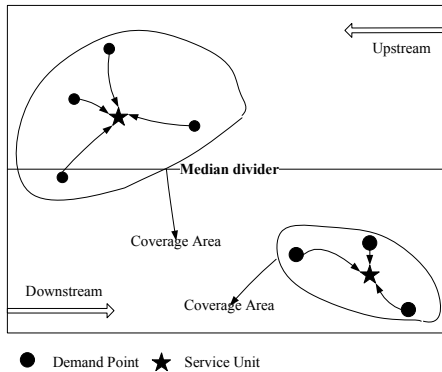 Upstream
Median divider
Coverage Area
Downstream
Coverage Area
Demand Point Service Unit